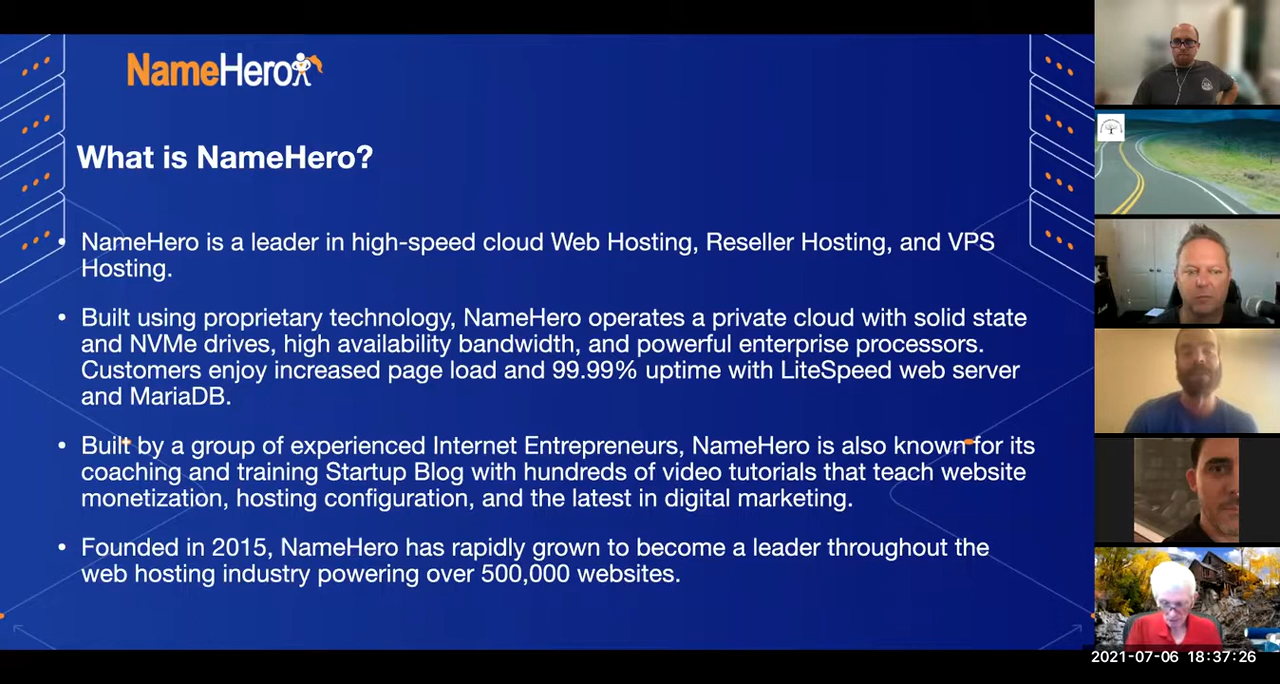 NameHero
What is NameHero?
• NameHero is a leader in high-speed cloud Web Hosting, Reseller Hosting, and VPS
Hosting.
• Built using proprietary technology, NameHero operates a private cloud with solid state
and NVMe drives, high availability bandwidth, and powerful enterprise processors.
Customers enjoy increased page load and 99.99% uptime with LiteSpeed web server
and MariaDB.
• Built by a group of experienced Internet Entrepreneurs, NameHero is also known for its
coaching and training Startup Blog with hundreds of video tutorials that teach website
monetization, hosting configuration, and the latest in digital marketing.
• Founded in 2015, NameHero has rapidly grown to become a leader throughout the
web hosting industry powering over 500,000 websites.
2021-07-06 18:37:26